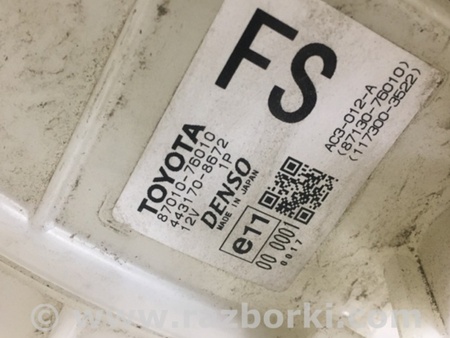 FS
AC3-012-A
(87130-76010)
(117300-3522)
TOYOTA
87010-76010
443170-8672
12V 1P
DENSO
MADE IN JAPAN
e11
00 0001
0017
© www.razborki.com